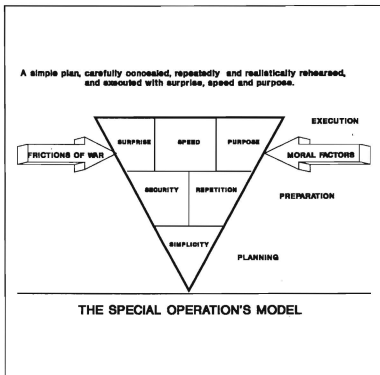 A simple plan, carefully concealed, repeatedly and realistically rehearsed,
and executed with surprise, speed and purpose.
EXECUTION
SURPRISE SPEED PURPOSE
FRICTIONS OF WAR MORAL FACTORS
SECURITY REPETITION
PREPARATION
SIMPLICITY
PLANNING
THE SPECIAL OPERATION'S MODEL